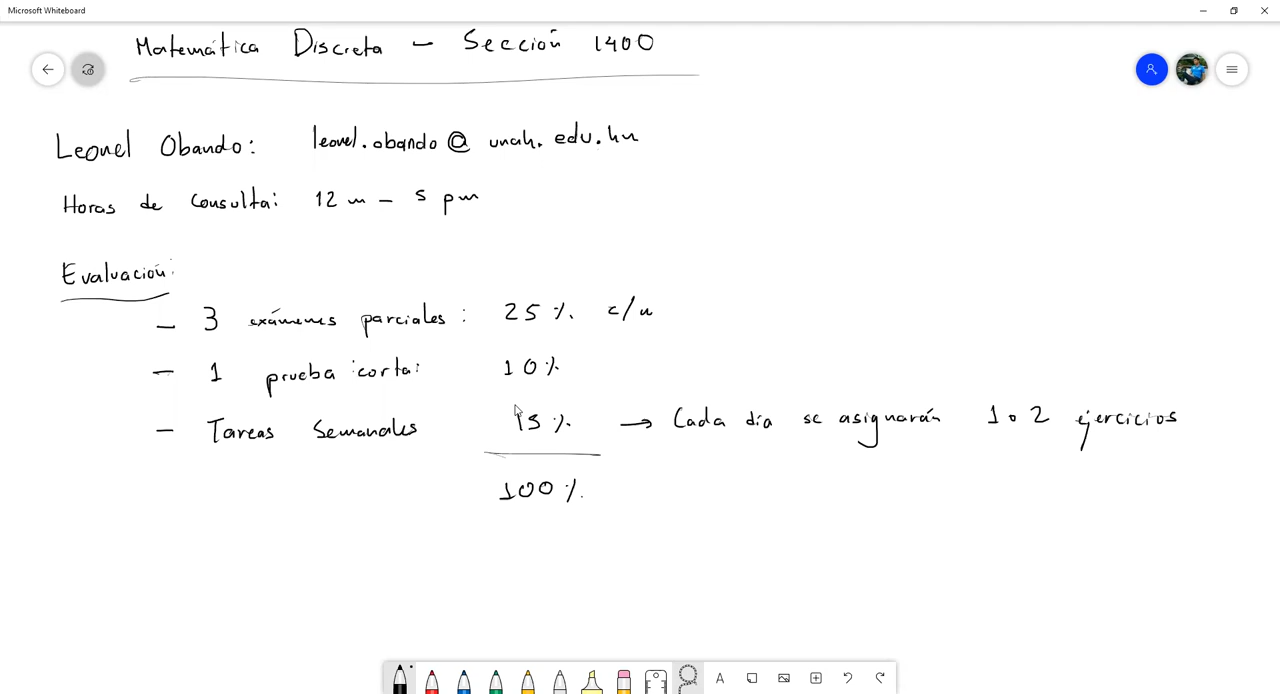 Microsoft Whiteboard
Matemática Discreta - Sección 1400
Leonel Obando: leonel.obando@unah.edu.hn
Horas de Consulta: 12 m - 5 pm
Evaluación:
- 3 exámenes parciales: 25 % c/u
- 1 prueba corta: 10 %
- Tareas Semanales 15 % → Cada día se asignarán 1 o 2 ejercicios
100 %
A